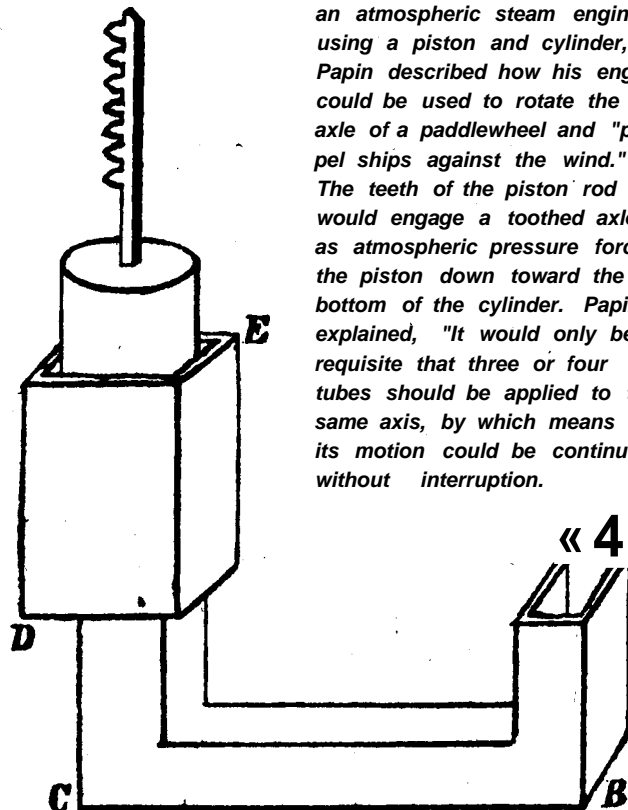 an atmospheric steam engin
using a piston and cylinder,
Papin described how his eng
could be used to rotate the
axle of a paddlewheel and "p
pel ships against the wind."
The teeth of the piston rod
would engage a toothed axl
as atmospheric pressure forc
the piston down toward the
bottom of the cylinder. Papi
explained, "It would only be
requisite that three or four
tubes should be applied to
same axis, by which means
its motion could be continu
without interruption.
E
« 4
D
C
B